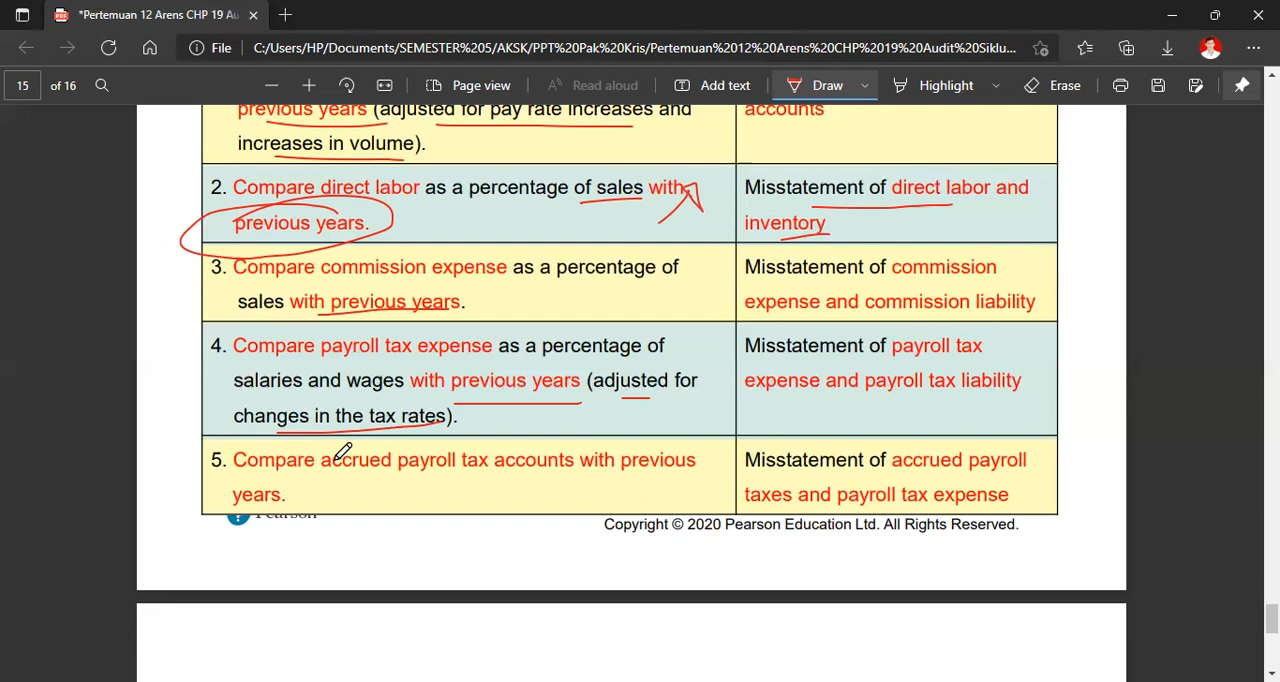 *Pertemuan 12 Arens CHP 19 Au
File
C:/Users/HP/Documents/SEMESTER%205/AKSK/PPT%20Pak%20Kris/Pertemuan%2012%20Arens%20CHP%2019%20Audit%20Siklu...
15 of 16
Page view
Read aloud
Add text
Draw
Highlight
Erase
previous years (adjusted for pay rate increases and
increases in volume).
accounts
2. Compare direct labor as a percentage of sales with
previous years.
Misstatement of direct labor and
inventory
3. Compare commission expense as a percentage of
sales with previous years.
Misstatement of commission
expense and commission liability
4. Compare payroll tax expense as a percentage of
salaries and wages with previous years (adjusted for
changes in the tax rates).
Misstatement of payroll tax
expense and payroll tax liability
5. Compare accrued payroll tax accounts with previous
years.
Misstatement of accrued payroll
taxes and payroll tax expense
Pearson
Copyright © 2020 Pearson Education Ltd. All Rights Reserved.